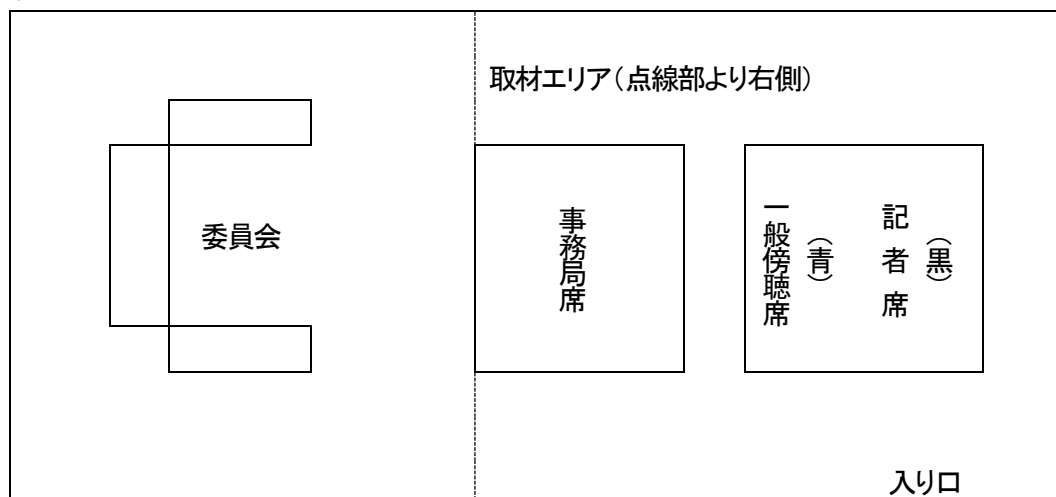 取材エリア（点線部より右側）
委員会
事務局席
一般傍聴席
（青）
記者席
（黒）
入り口